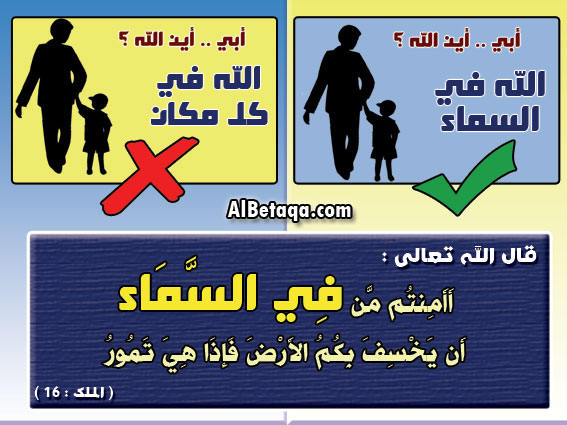 أبي .. أين الله ؟
الله في
السماء
أبي .. أين الله ؟
الله في
كل مكان
AlBetaqa.com
قال الله تعالى :
أَأَمِنتُم مَّن فِي السَّمَاء
أَن يَخْسِفَ بِكُمُ الأَرْضَ فَإِذَا هِيَ تَمُورُ
( الملك : 16 )